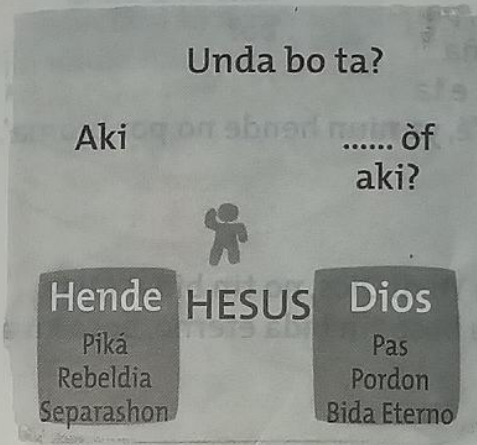 Unda bo ta?
Aki
...... òf
aki?
Hende
HESUS
Dios
Piká
Rebeldia
Separashon
Pas
Pordon
Bida Eterno